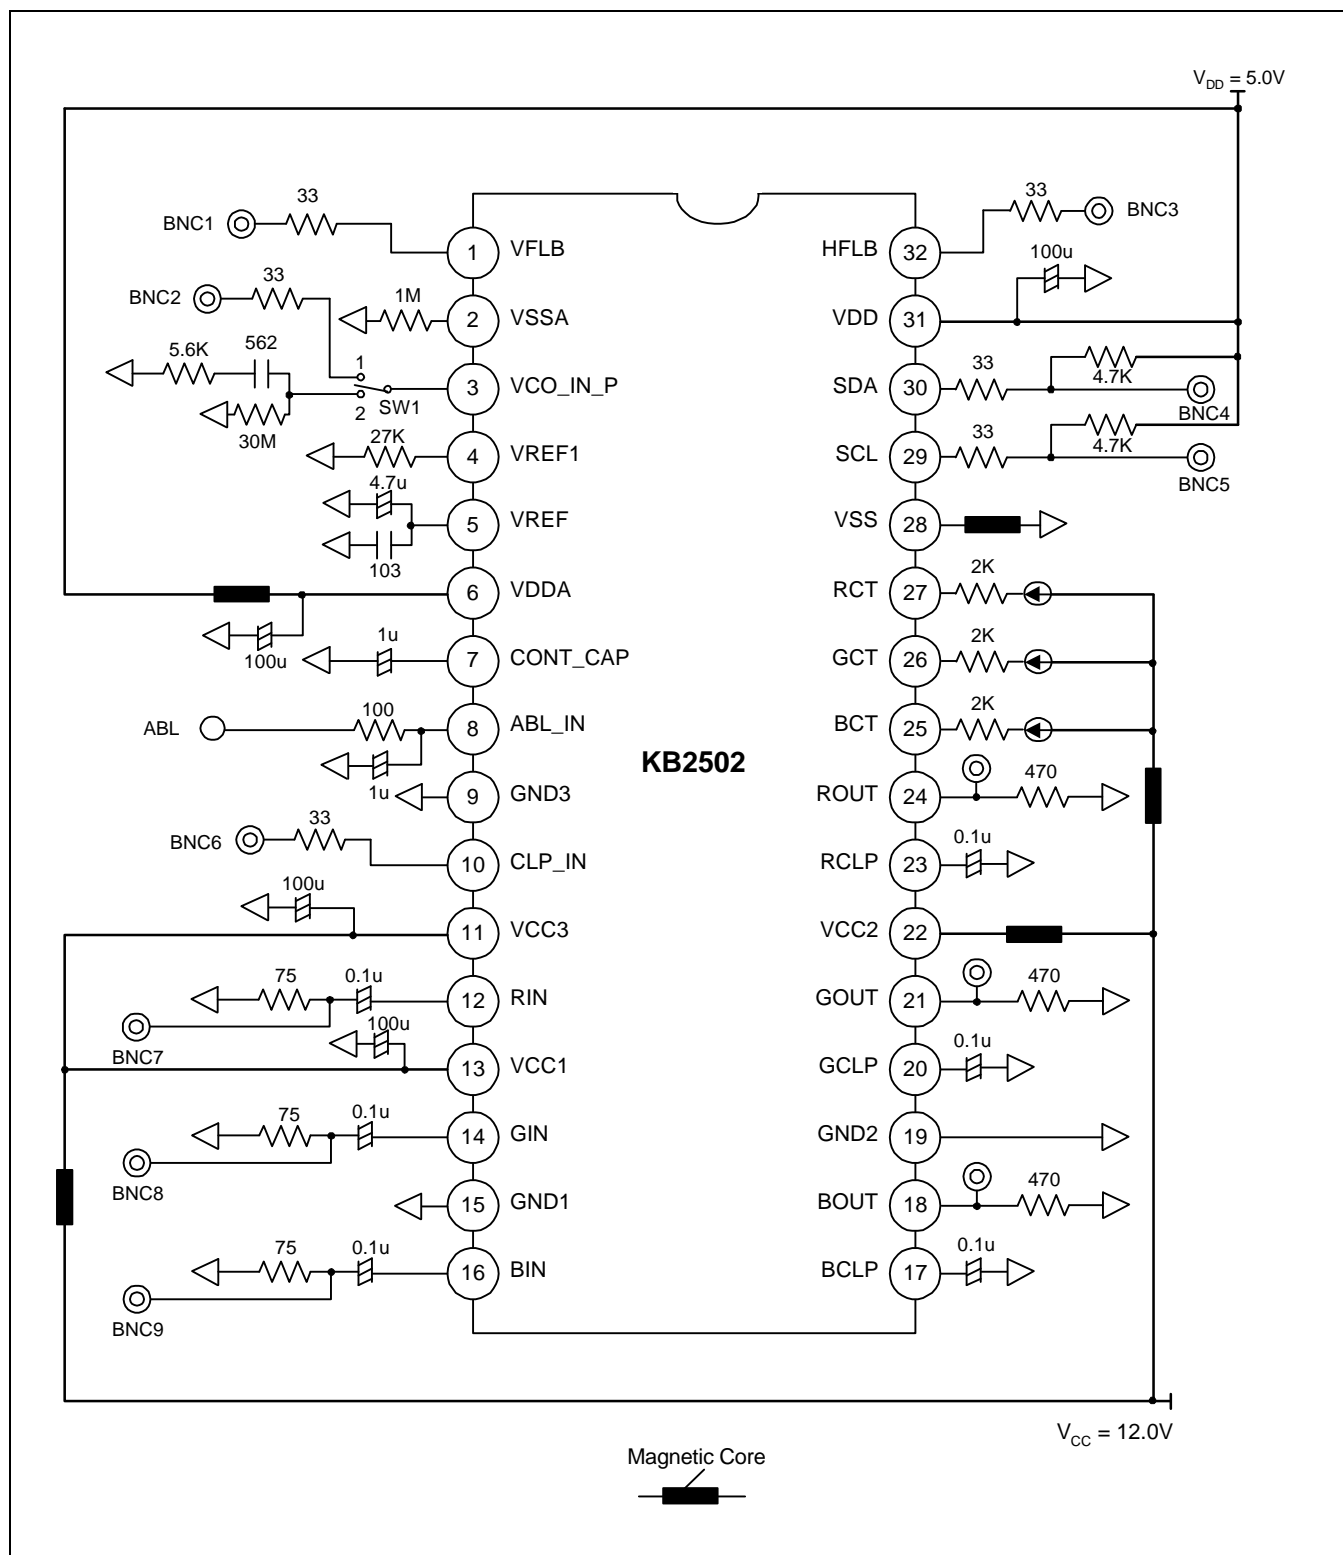 VDD = 5.0V
33
BNC1
1
VFLB
HFLB
32
33
BNC3
100u
33
BNC2
1M
2
VSSA
VDD
31
5.6K
562
1
2
SW1
30M
3
VCO_IN_P
SDA
30
33
4.7K
BNC4
27K
4
VREF1
SCL
29
33
4.7K
BNC5
4.7u
103
5
VREF
VSS
28
6
VDDA
RCT
27
2K
100u
1u
7
CONT_CAP
GCT
26
2K
ABL
100
1u
8
ABL_IN
BCT
25
2K
KB2502
9
GND3
ROUT
24
470
BNC6
33
10
CLP_IN
RCLP
23
0.1u
100u
11
VCC3
VCC2
22
75
0.1u
BNC7
12
RIN
GOUT
21
470
100u
13
VCC1
GCLP
20
0.1u
75
0.1u
BNC8
14
GIN
GND2
19
15
GND1
BOUT
18
470
75
0.1u
BNC9
16
BIN
BCLP
17
0.1u
VCC = 12.0V
Magnetic Core